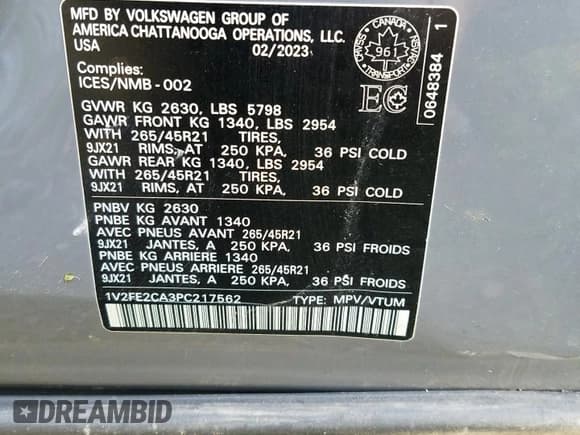 MFD BY VOLKSWAGEN GROUP OF
AMERICA CHATTANOOGA OPERATIONS, LLC.
USA 02/2023
CANADA
961
TRANSPORT
Complies:
ICES/NMB-002
EC
0648384 1
GVWR KG 2630, LBS 5798
GAWR FRONT KG 1340, LBS 2954
WITH 265/45R21 TIRES,
9JX21 RIMS, AT 250 KPA, 36 PSI COLD
GAWR REAR KG 1340, LBS 2954
WITH 265/45R21 TIRES,
9JX21 RIMS, AT 250 KPA, 36 PSI COLD
PNBV KG 2630
PNBE KG AVANT 1340
AVEC PNEUS AVANT 265/45R21
9JX21 JANTES, A 250 KPA, 36 PSI FROIDS
PNBE KG ARRIERE 1340
AVEC PNEUS ARRIERE 265/45R21
9JX21 JANTES, A 250 KPA, 36 PSI FROIDS
1V2FE2CA3PC217562 TYPE: MPV/VTUM
DREAMBID